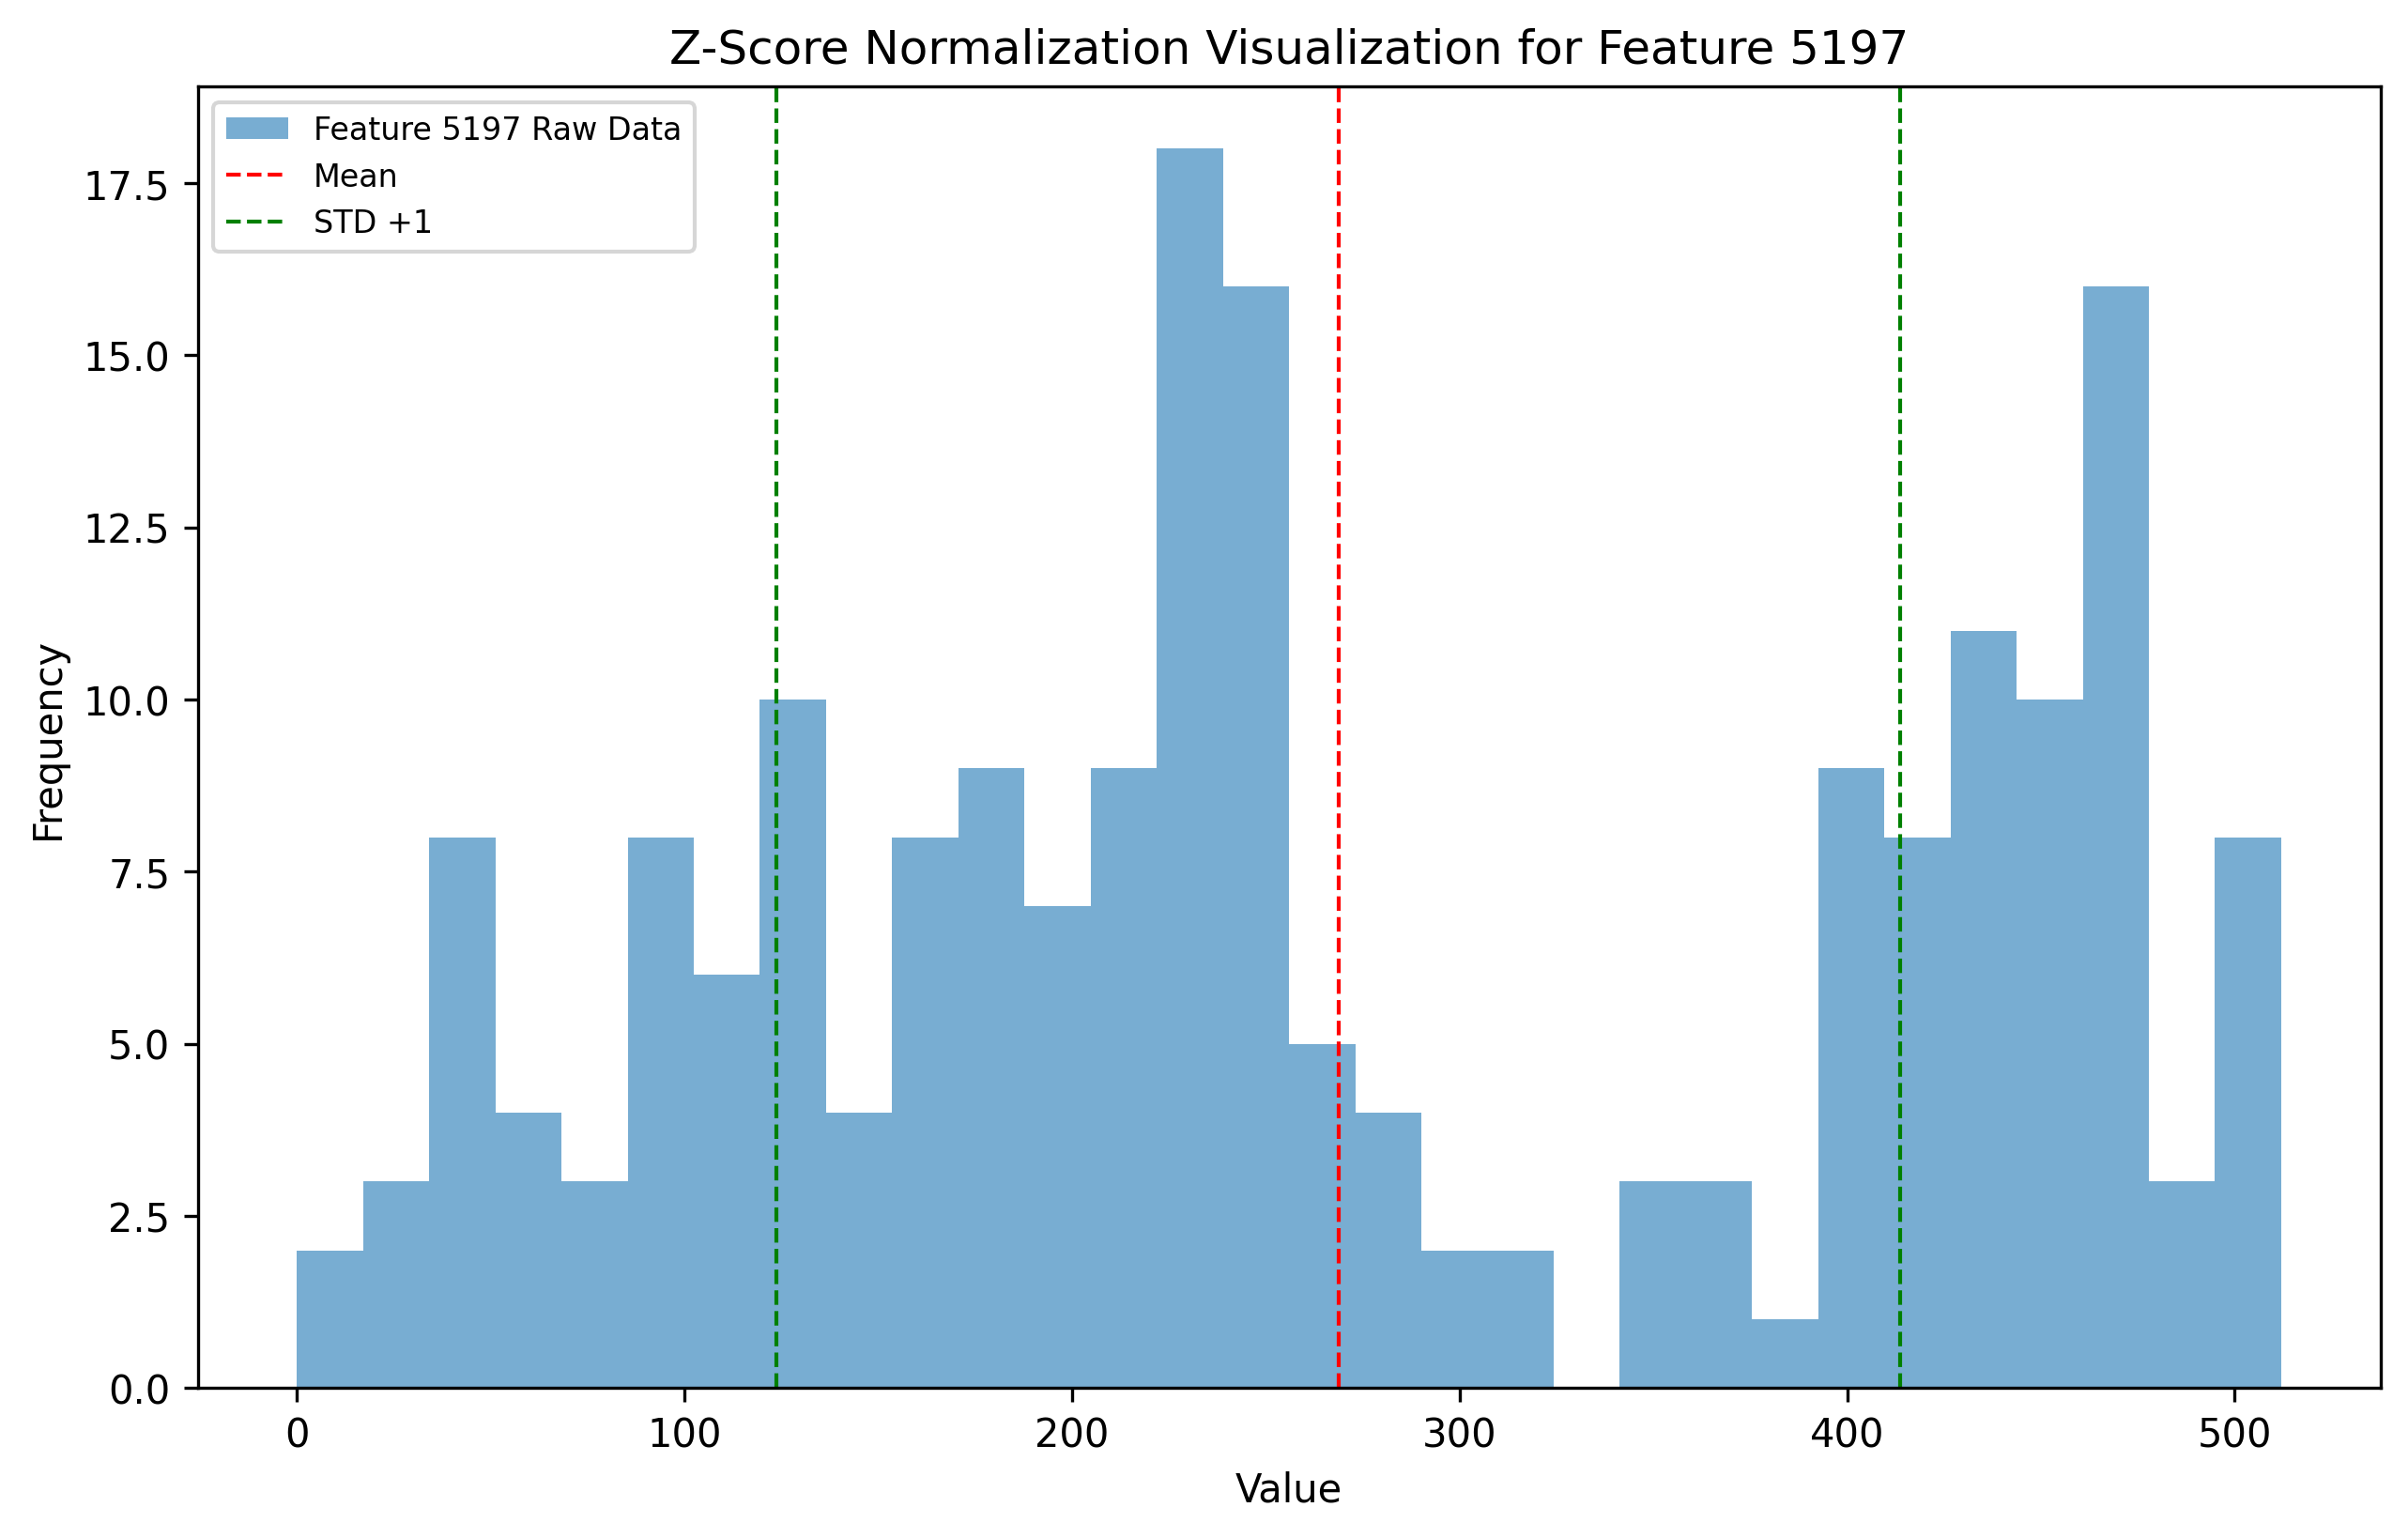 Z-Score Normalization Visualization for Feature 5197
Feature 5197 Raw Data
Mean
STD +1
Frequency
17.5
15.0
12.5
10.0
7.5
5.0
2.5
0.0
0 100 200 300 400 500
Value